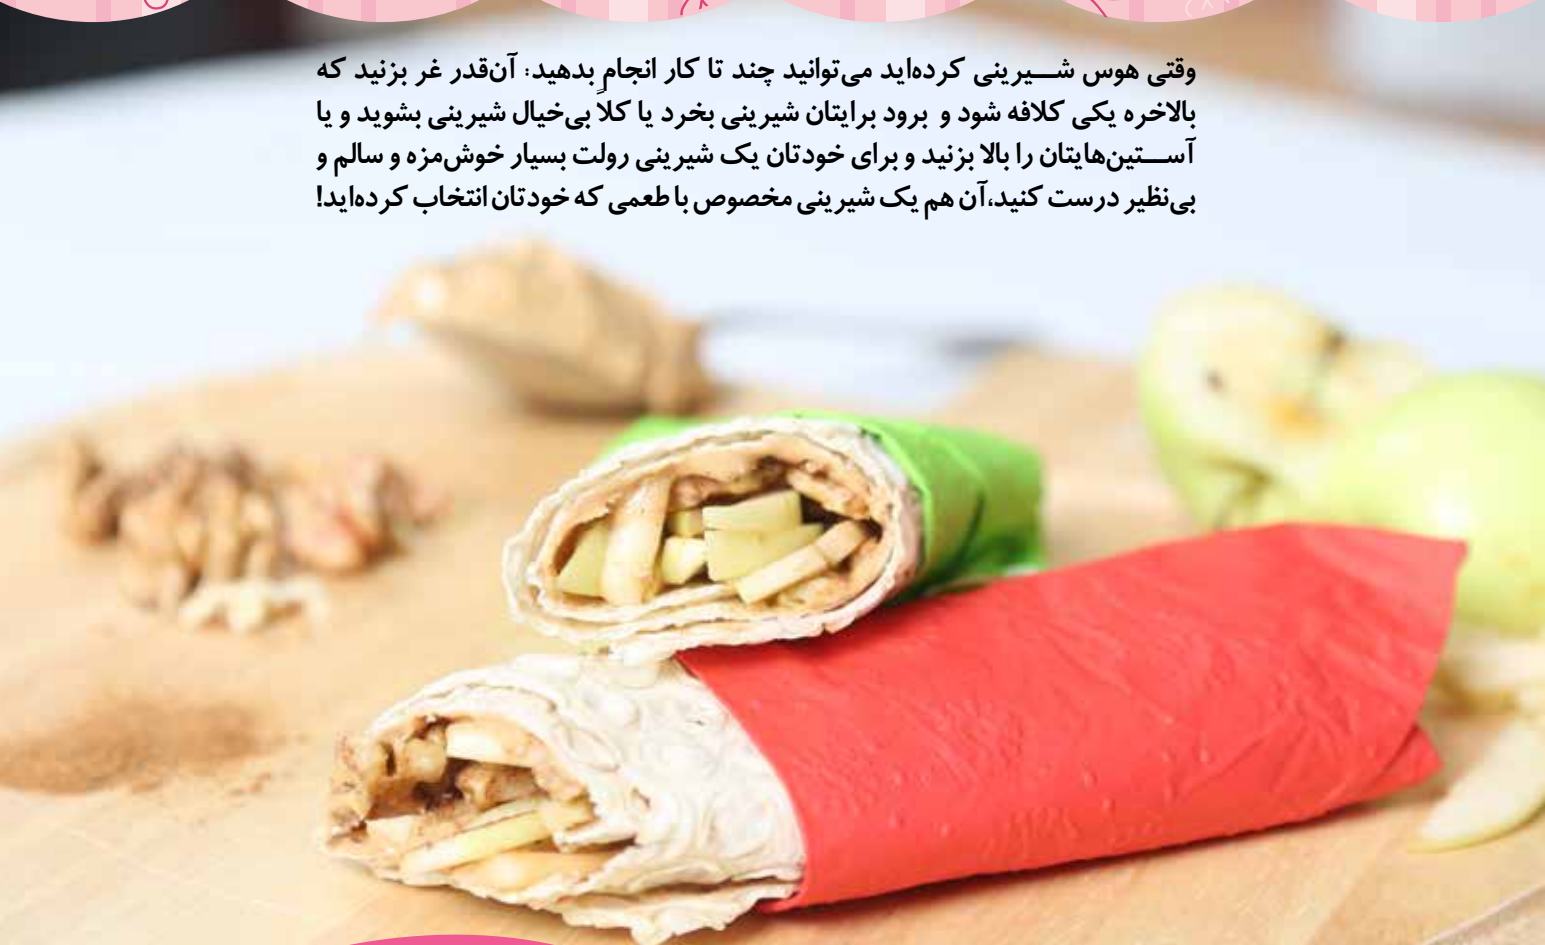 وقتی هوس شیرینی کرده‌اید می‌توانید چند تا کار انجام بدهید: آن‌قدر غر بزنید که
بالاخره یکی کلافه شود و برود برایتان شیرینی بخرد یا کلاً بی‌خیال شیرینی بشوید و یا
آستین‌هایتان را بالا بزنید و برای خودتان یک شیرینی رولت بسیار خوش‌مزه و سالم و
بی‌نظیر درست کنید،آن هم یک شیرینی مخصوص با طعمی که خودتان انتخاب کرده‌اید!